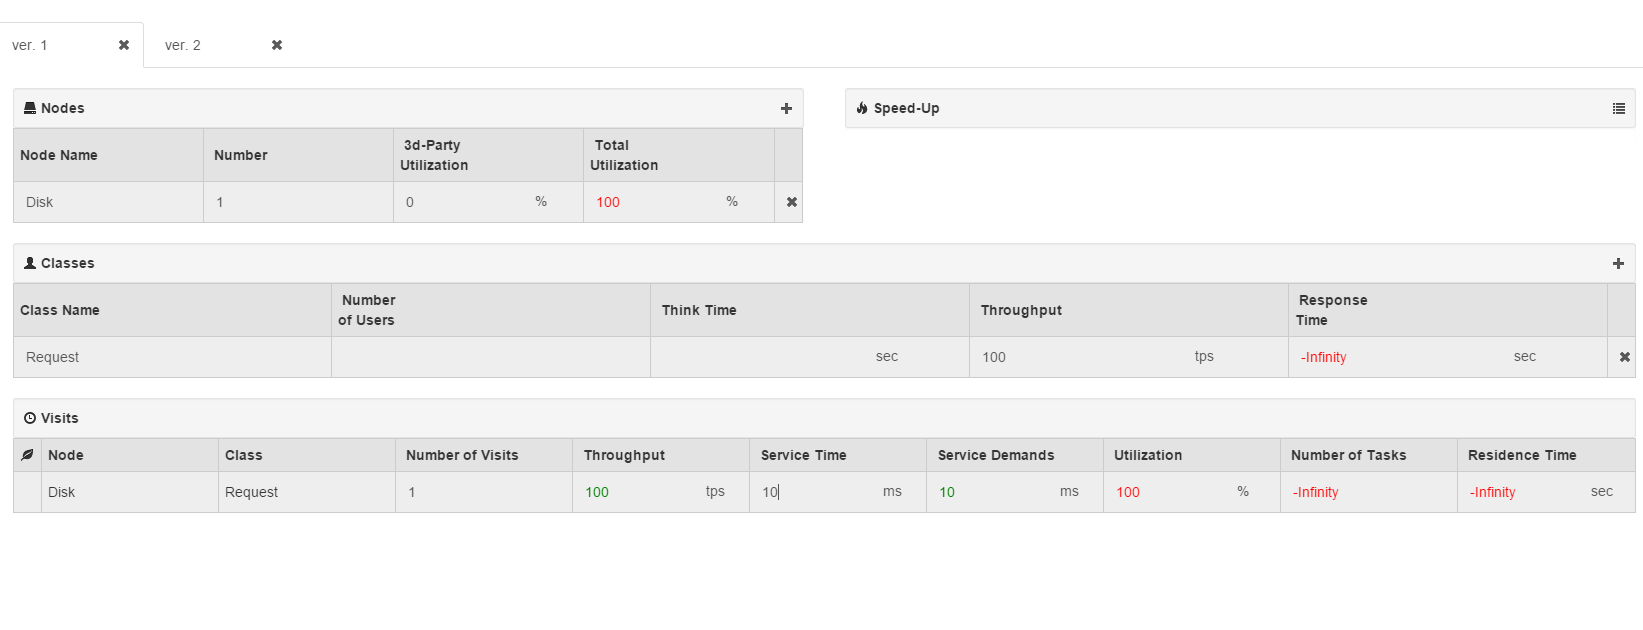 ver. 1 ver. 2
Nodes Speed-Up
Node Name Number 3d-Party Utilization Total Utilization
Disk 1 0 % 100 %
Classes
Class Name Number of Users Think Time Throughput Response Time
Request sec 100 tps -Infinity sec
Visits
Node Class Number of Visits Throughput Service Time Service Demands Utilization Number of Tasks Residence Time
Disk Request 1 100 tps 10 ms 10 ms 100 % -Infinity -Infinity sec